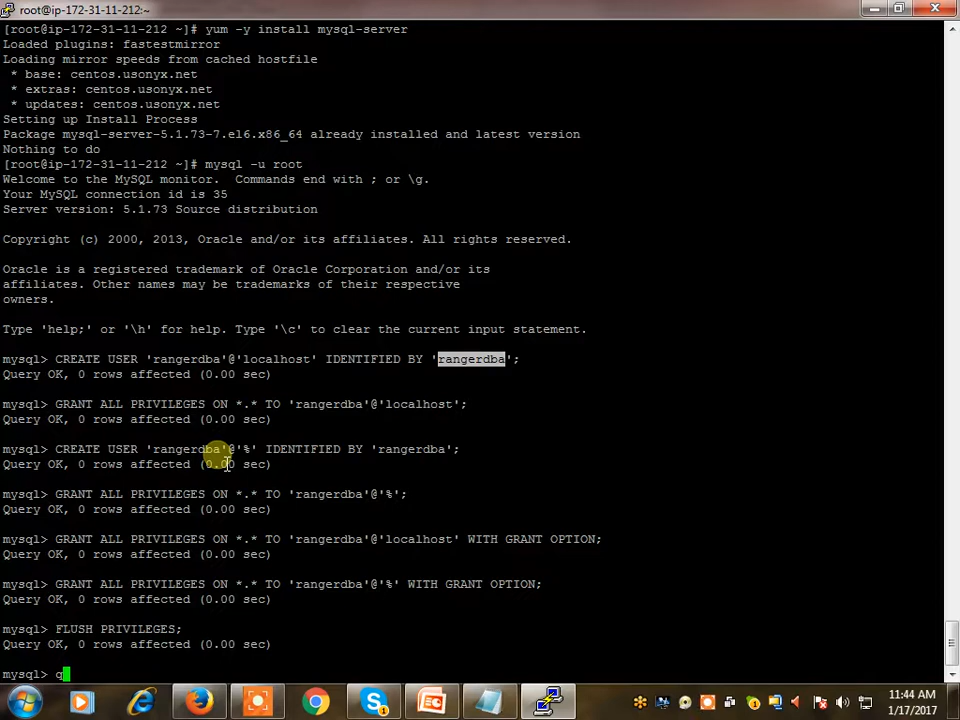 root@ip-172-31-11-212:~
[root@ip-172-31-11-212 ~]# yum -y install mysql-server
Loaded plugins: fastestmirror
Loading mirror speeds from cached hostfile
* base: centos.usonyx.net
* extras: centos.usonyx.net
* updates: centos.usonyx.net
Setting up Install Process
Package mysql-server-5.1.73-7.el6.x86_64 already installed and latest version
Nothing to do
[root@ip-172-31-11-212 ~]# mysql -u root
Welcome to the MySQL monitor.  Commands end with ; or \g.
Your MySQL connection id is 35
Server version: 5.1.73 Source distribution
Copyright (c) 2000, 2013, Oracle and/or its affiliates. All rights reserved.
Oracle is a registered trademark of Oracle Corporation and/or its
affiliates. Other names may be trademarks of their respective
owners.
Type 'help;' or '\h' for help. Type '\c' to clear the current input statement.
mysql> CREATE USER 'rangerdba'@'localhost' IDENTIFIED BY 'rangerdba';
Query OK, 0 rows affected (0.00 sec)
mysql> GRANT ALL PRIVILEGES ON *.* TO 'rangerdba'@'localhost';
Query OK, 0 rows affected (0.00 sec)
mysql> CREATE USER 'rangerdba'@'%' IDENTIFIED BY 'rangerdba';
Query OK, 0 rows affected (0.00 sec)
mysql> GRANT ALL PRIVILEGES ON *.* TO 'rangerdba'@'%';
Query OK, 0 rows affected (0.00 sec)
mysql> GRANT ALL PRIVILEGES ON *.* TO 'rangerdba'@'localhost' WITH GRANT OPTION;
Query OK, 0 rows affected (0.00 sec)
mysql> GRANT ALL PRIVILEGES ON *.* TO 'rangerdba'@'%' WITH GRANT OPTION;
Query OK, 0 rows affected (0.00 sec)
mysql> FLUSH PRIVILEGES;
Query OK, 0 rows affected (0.00 sec)
mysql> q
11:44 AM
1/17/2017